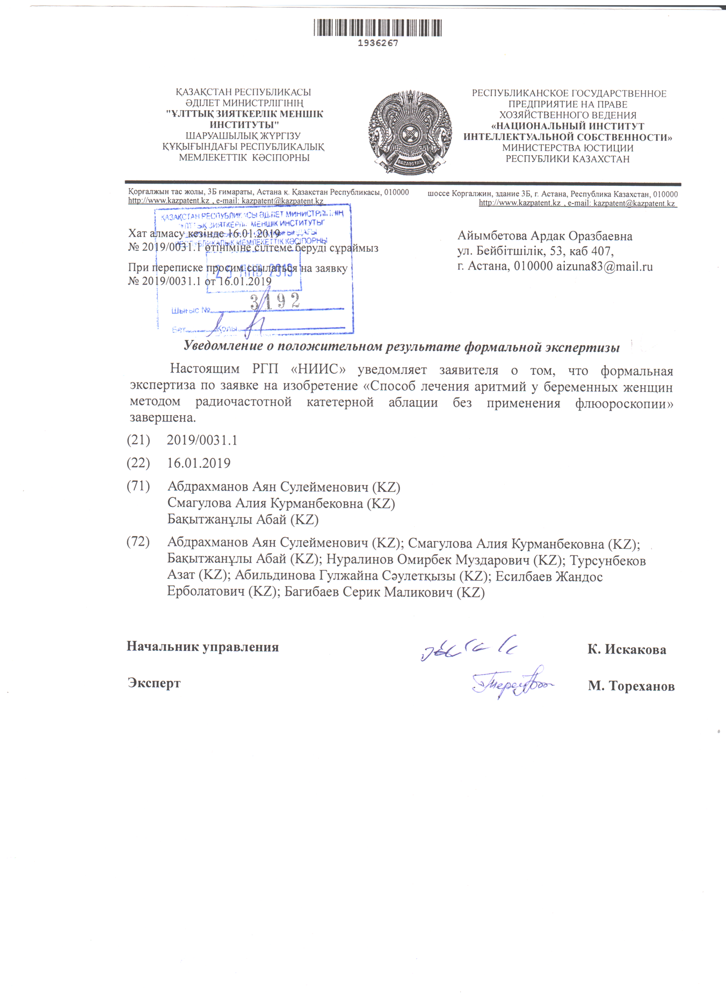 1936267
ҚАЗАҚСТАН РЕСПУБЛИКАСЫ
ӘДІЛЕТ МИНИСТРЛІГІНІҢ
"ҰЛТТЫҚ ЗИЯТКЕРЛІК МЕНШІК
ИНСТИТУТЫ"
ШАРУАШЫЛЫҚ ЖҮРГІЗУ
ҚҰҚЫҒЫНДАҒЫ РЕСПУБЛИКАЛЫҚ
МЕМЛЕКЕТТІК КӘСІПОРНЫ
QAZAQSTAN
РЕСПУБЛИКАНСКОЕ ГОСУДАРСТВЕННОЕ
ПРЕДПРИЯТИЕ НА ПРАВЕ
ХОЗЯЙСТВЕННОГО ВЕДЕНИЯ
«НАЦИОНАЛЬНЫЙ ИНСТИТУТ
ИНТЕЛЛЕКТУАЛЬНОЙ СОБСТВЕННОСТИ»
МИНИСТЕРСТВА ЮСТИЦИИ
РЕСПУБЛИКИ КАЗАХСТАН
Қорғалжын тас жолы, 3Б ғимараты, Астана қ. Қазақстан Республикасы, 010000
http://www.kazpatent.kz , e-mail: kazpatent@kazpatent.kz
шоссе Коргалжин, здание 3Б, г. Астана, Республика Казахстан, 010000
http://www.kazpatent.kz , e-mail: kazpatent@kazpatent.kz
ҚАЗАҚСТАН РЕСПУБЛИКАСЫ ӘДІЛЕТ МИНИСТРЛІГІНІҢ
МЕНШІК ИНСТИТУТЫ"
РЕСПУБЛИКАЛЫҚ МЕМЛЕКЕТТІК КӘСІПОРНЫ
Хат алмасу кезінде 16.01.2019
№ 2019/0031.1 өтініміне сілтеме беруді сұраймыз
При переписке просим ссылаться на заявку
№ 2019/0031.1 от 16.01.2019
25 ЯНВ 2019
3192
Шығыс №
Бет Қолы
Айымбетова Ардак Оразбаевна
ул. Бейбітшілік, 53, каб 407,
г. Астана, 010000 aizuna83@mail.ru
Уведомление о положительном результате формальной экспертизы
Настоящим РГП «НИИС» уведомляет заявителя о том, что формальная
экспертиза по заявке на изобретение «Способ лечения аритмий у беременных женщин
методом радиочастотной катетерной аблации без применения флюороскопии»
завершена.
(21) 2019/0031.1
(22) 16.01.2019
(71) Абдрахманов Аян Сулейменович (KZ)
Смагулова Алия Курманбековна (KZ)
Бақытжанұлы Абай (KZ)
(72) Абдрахманов Аян Сулейменович (KZ); Смагулова Алия Курманбековна (KZ);
Бақытжанұлы Абай (KZ); Нуралинов Омирбек Муздарович (KZ); Турсунбеков
Азат (KZ); Абильдинова Гулжайна Сәулетқызы (KZ); Есилбаев Жандос
Ерболатович (KZ); Багибаев Серик Маликович (KZ)
Начальник управления К. Искакова
Эксперт М. Тореханов